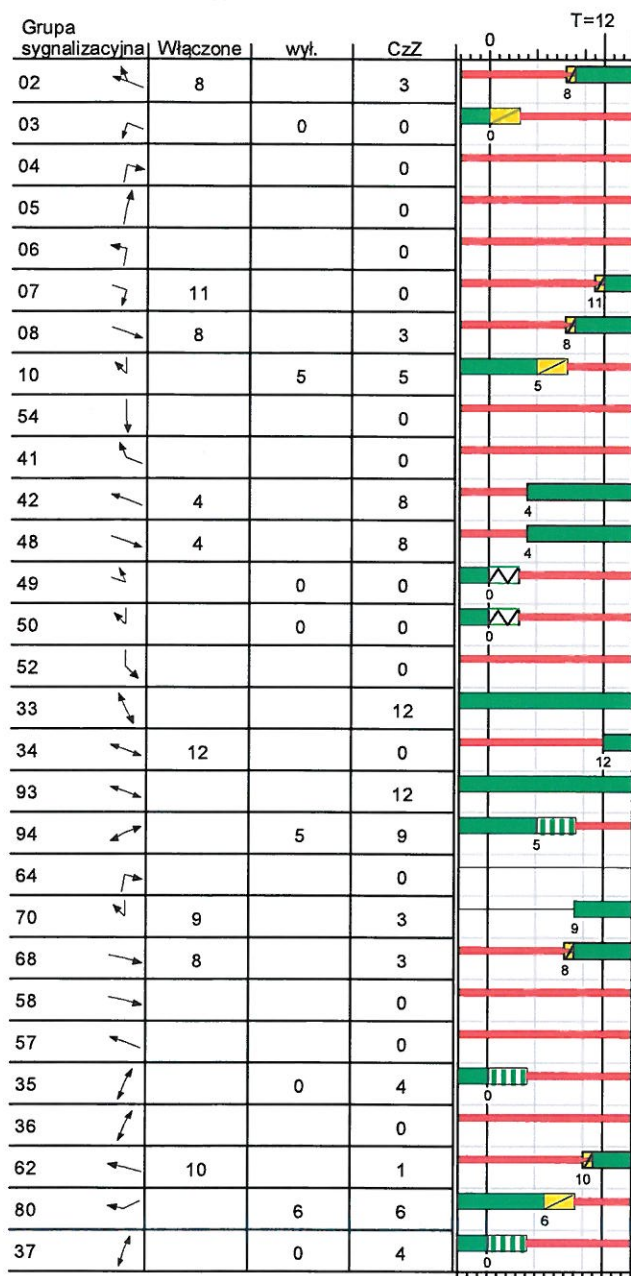 Grupa
sygnalizacyjna Włączone wył. CzZ 0 T=12
02 8 3 8
03 0 0 0
04 0
05 0
06 0
07 11 0 11
08 8 3 8
10 5 5 5
54 0
41 0
42 4 8 4
48 4 8 4
49 0 0 0
50 0 0 0
52 0
33 12
34 12 0 12
93 12
94 5 9 5
64 0
70 9 3 9
68 8 3 8
58 0
57 0
35 0 4 0
36 0
62 10 1 10
80 6 6 6
37 0 4 0